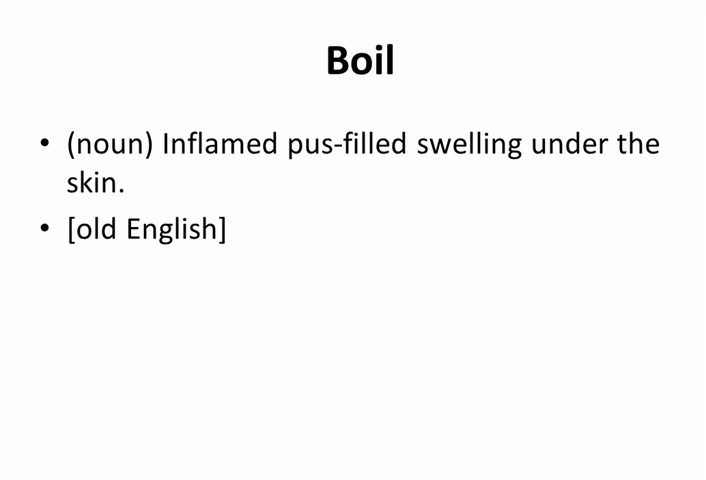 Boil
• (noun) Inflamed pus-filled swelling under the
skin.
• [old English]